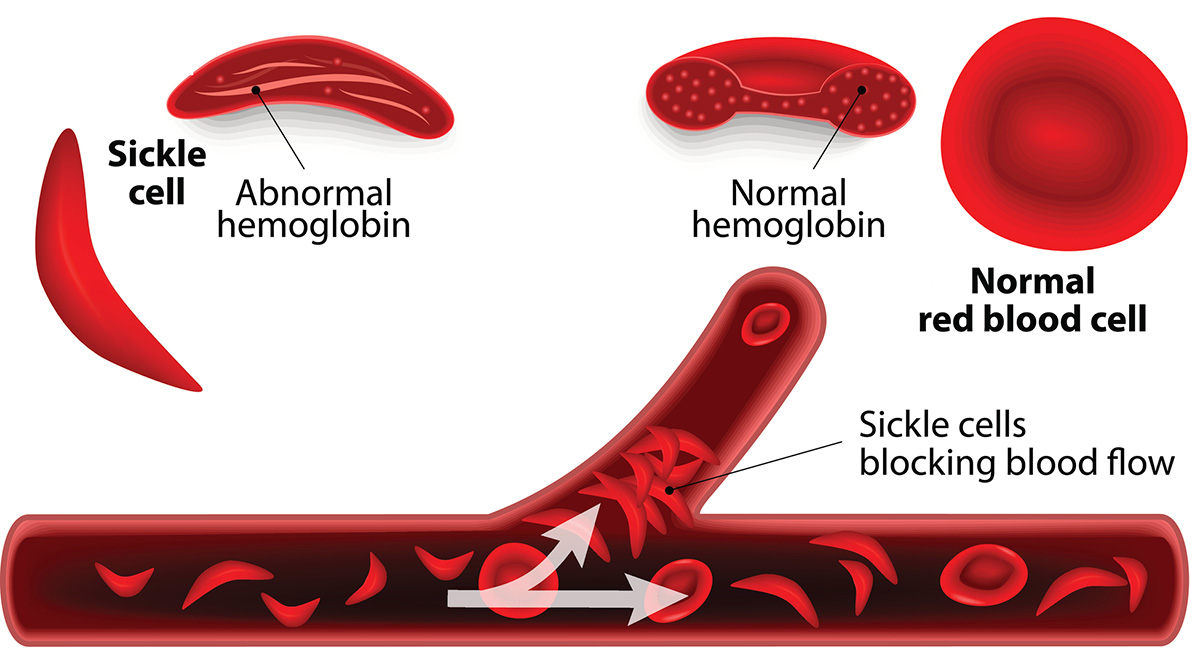 Sickle
cell
Abnormal
hemoglobin
Normal
hemoglobin
Normal
red blood cell
Sickle cells
blocking blood flow